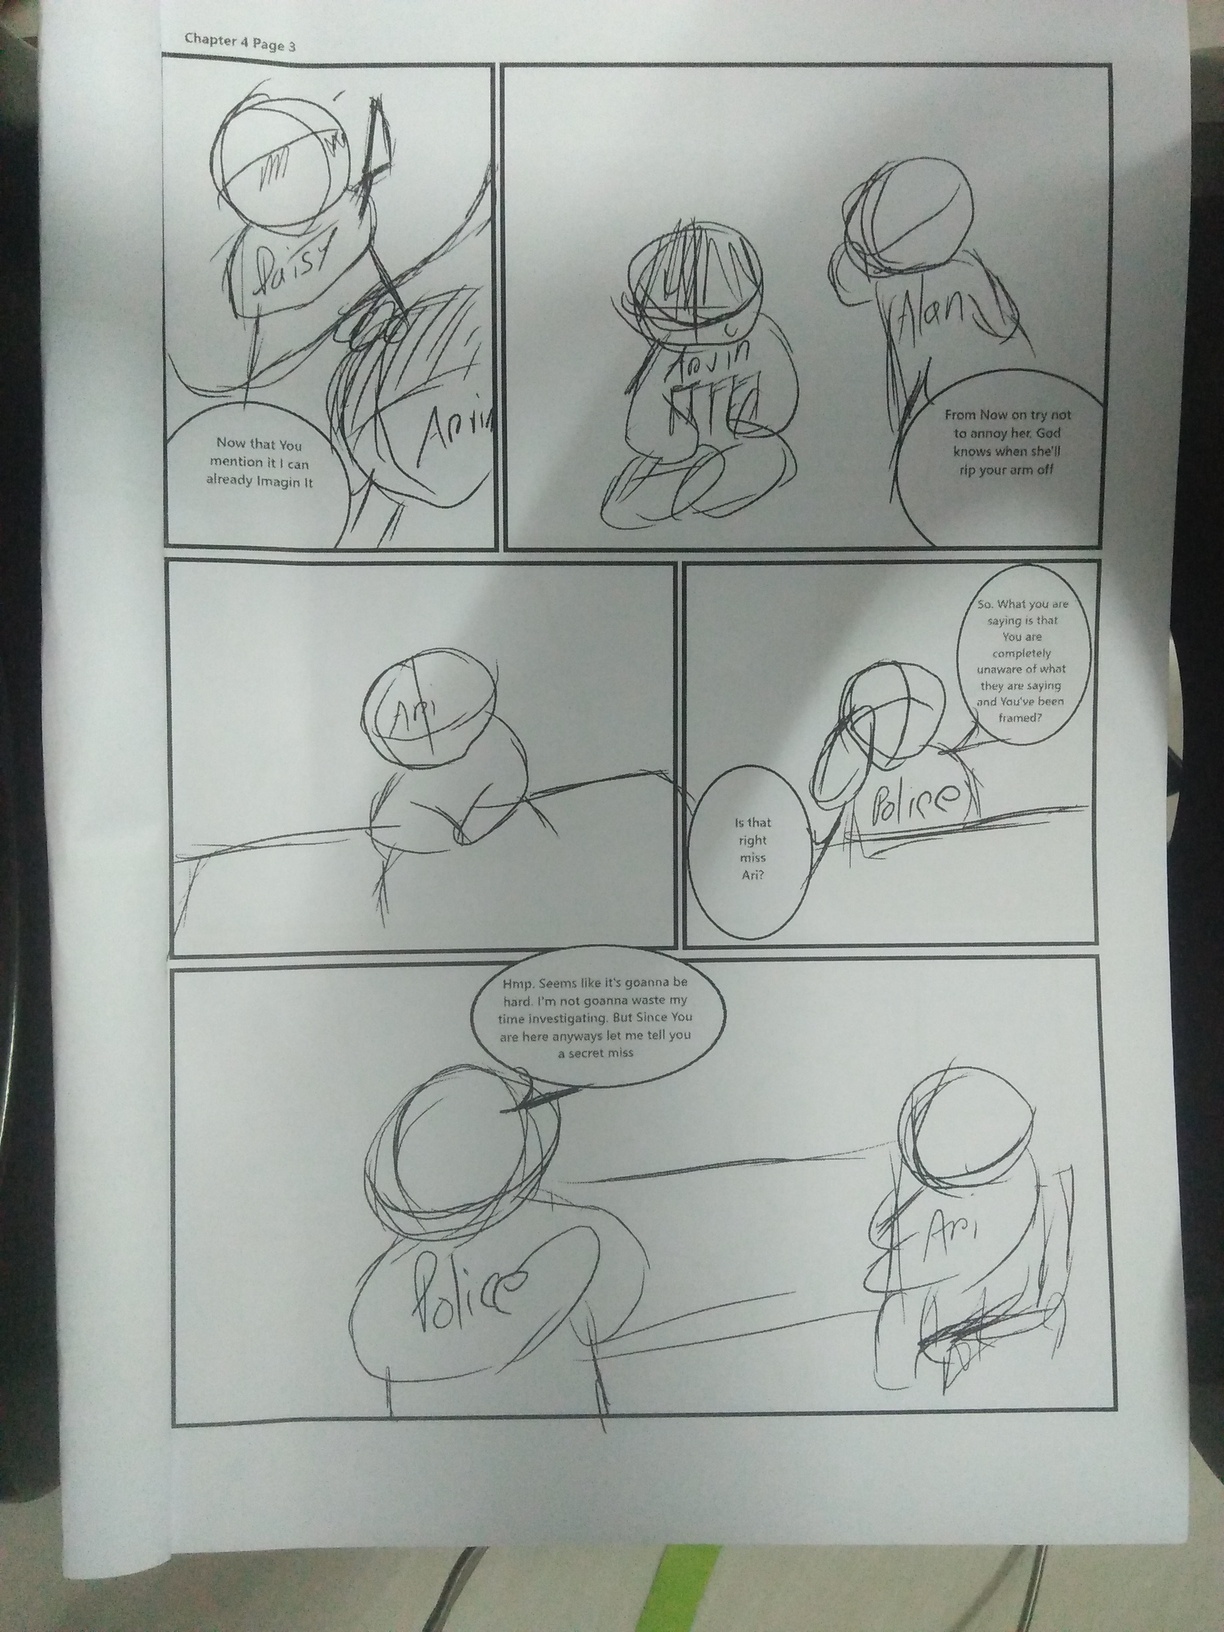 Chapter 4 Page 3
Daisy
Arvin
Now that You
mention it I can
already Imagin It
Arvin
Alan
From Now on try not
to annoy her. God
knows when she'll
rip your arm off
Ari
So. What you are
saying is that
You are
completely
unaware of what
they are saying
and You've been
framed?
Police
Is that
right
miss
Ari?
Hmp. Seems like it's goanna be
hard. I'm not goanna waste my
time investigating. But Since You
are here anyways let me tell you
a secret miss
Police
Ari